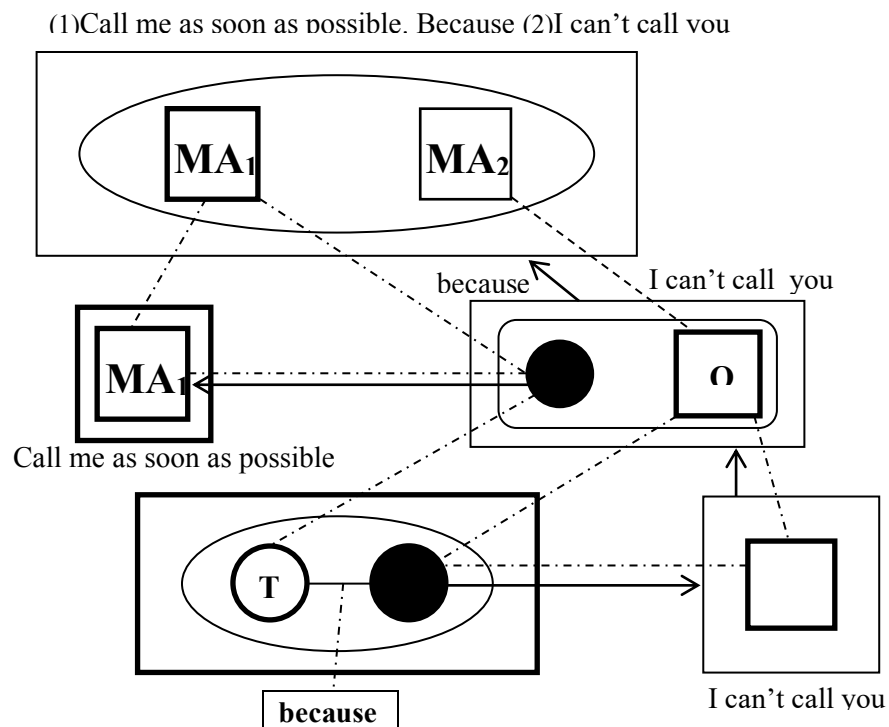 (1)Call me as soon as possible. Because (2)I can't call you
MA1 MA2
because I can't call you
MA1 O
Call me as soon as possible
T
I can't call you
because